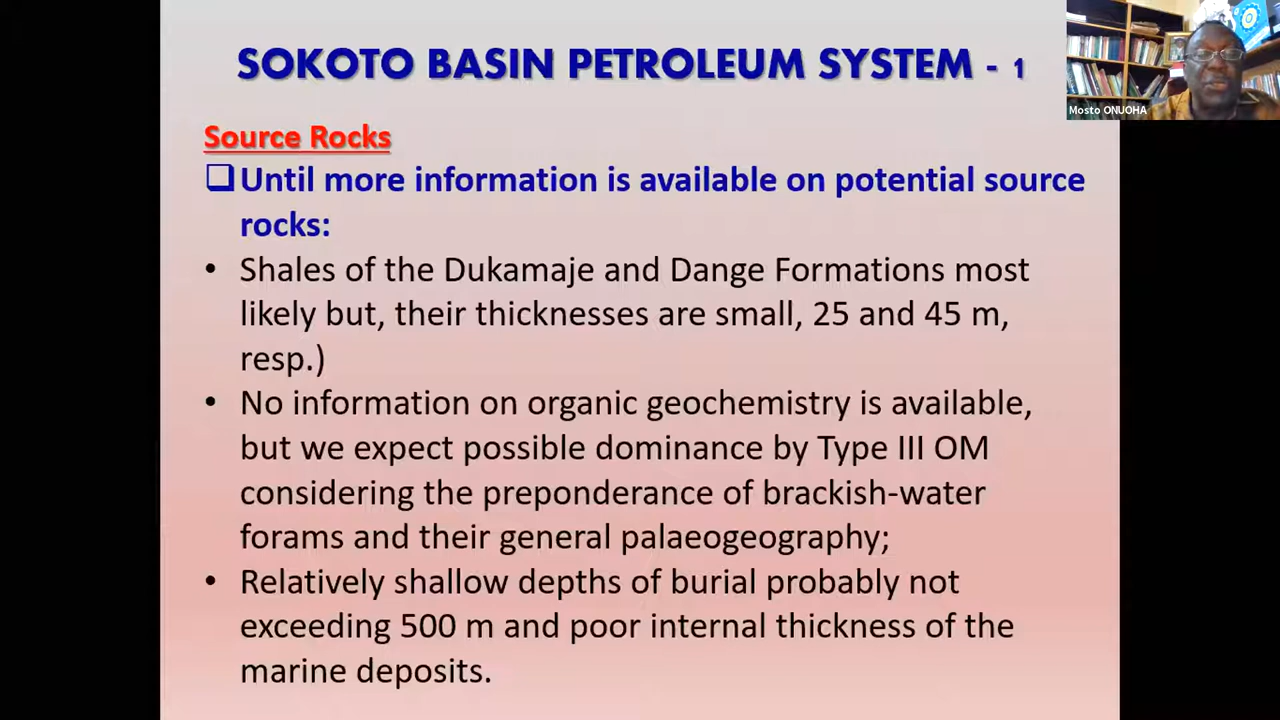 SOKOTO BASIN PETROLEUM SYSTEM - 1
Mosto ONUOHA
Source Rocks
❑Until more information is available on potential source
rocks:
• Shales of the Dukamaje and Dange Formations most
likely but, their thicknesses are small, 25 and 45 m,
resp.)
• No information on organic geochemistry is available,
but we expect possible dominance by Type III OM
considering the preponderance of brackish-water
forams and their general palaeogeography;
• Relatively shallow depths of burial probably not
exceeding 500 m and poor internal thickness of the
marine deposits.